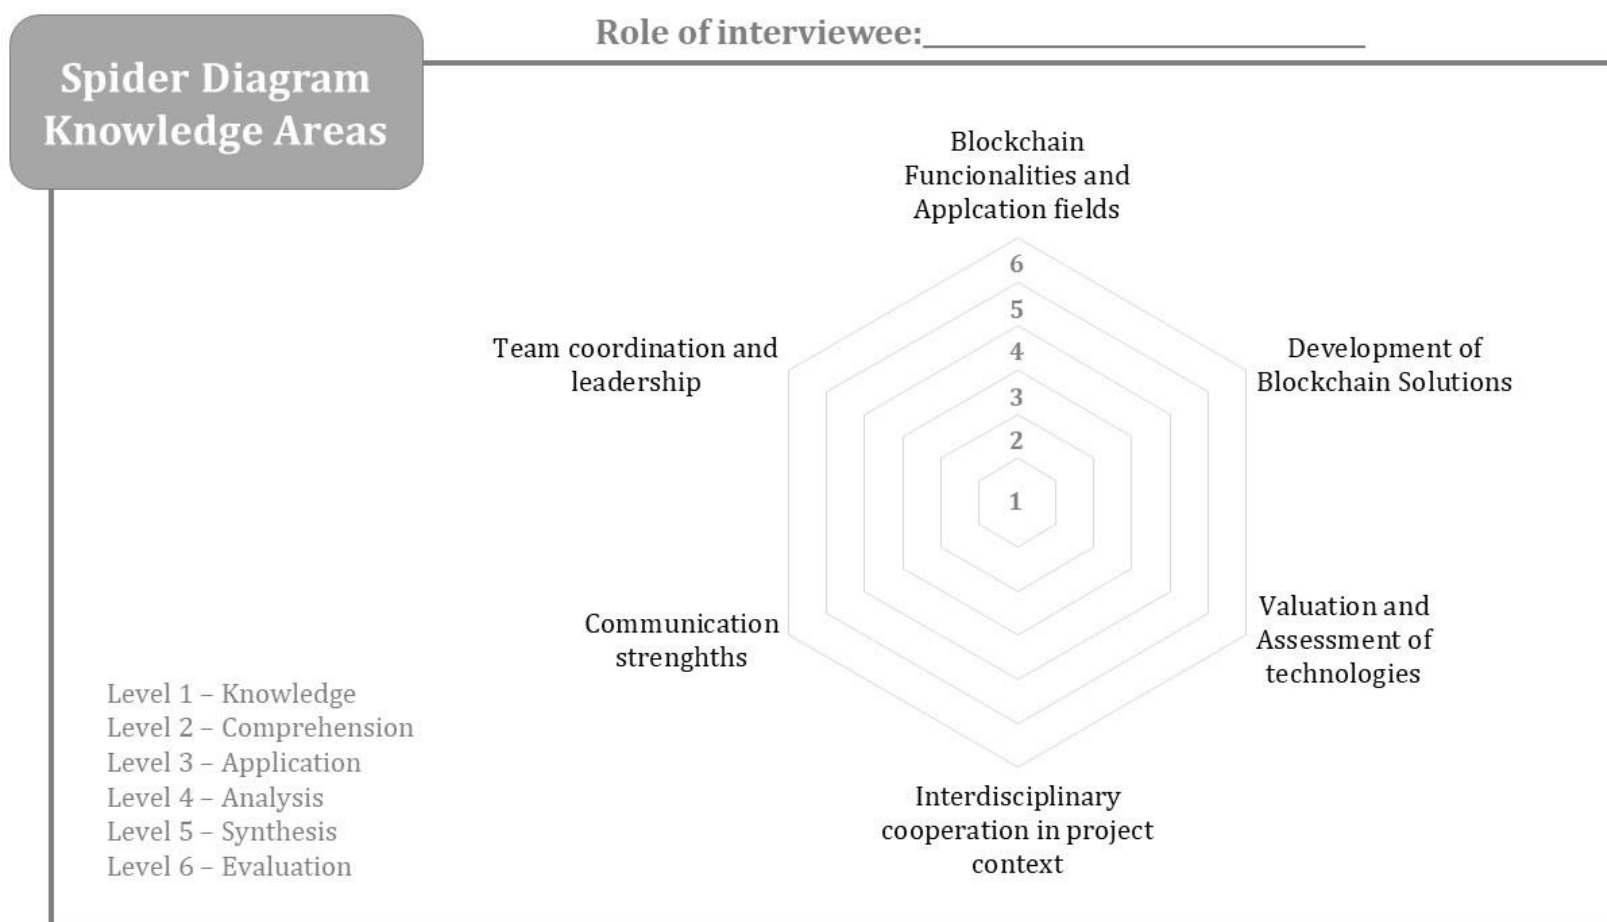 Spider Diagram
Knowledge Areas
Role of interviewee:
Blockchain
Funcionalities and
Applcation fields
6
5
4
3
2
1
Team coordination and
leadership
Development of
Blockchain Solutions
Communication
strenghths
Valuation and
Assessment of
technologies
Interdisciplinary
cooperation in project
context
Level 1 – Knowledge
Level 2 – Comprehension
Level 3 – Application
Level 4 – Analysis
Level 5 – Synthesis
Level 6 – Evaluation